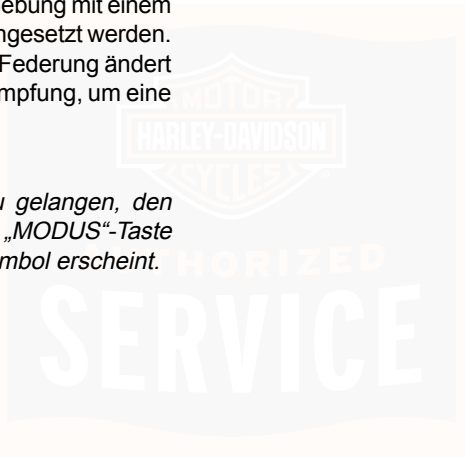 ebung mit einem
ngesetzt werden.
Federung ändert
mpfung, um eine
MOTOR
HARLEY-DAVIDSON
CYCLES
u gelangen, den
„MODUS“-Taste
mbol erscheint.
AUTHORIZED
SERVICE